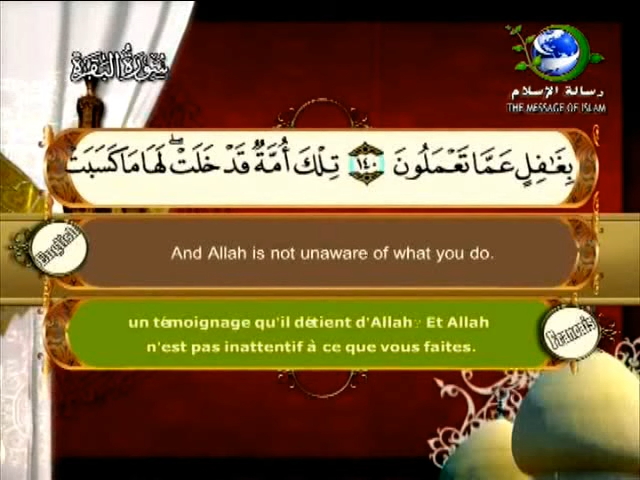 سورة البقرة
رسالة الإسلام
THE MESSAGE OF ISLAM
بِغَٰفِلٍ عَمَّا تَعْمَلُونَ ١٤٠ تِلْكَ أُمَّةٌ قَدْ خَلَتْ ۖ لَهَا مَا كَسَبَتْ
English
And Allah is not unaware of what you do.
un témoignage qu'il détient d'Allah? Et Allah
n'est pas inattentif à ce que vous faites.
Français